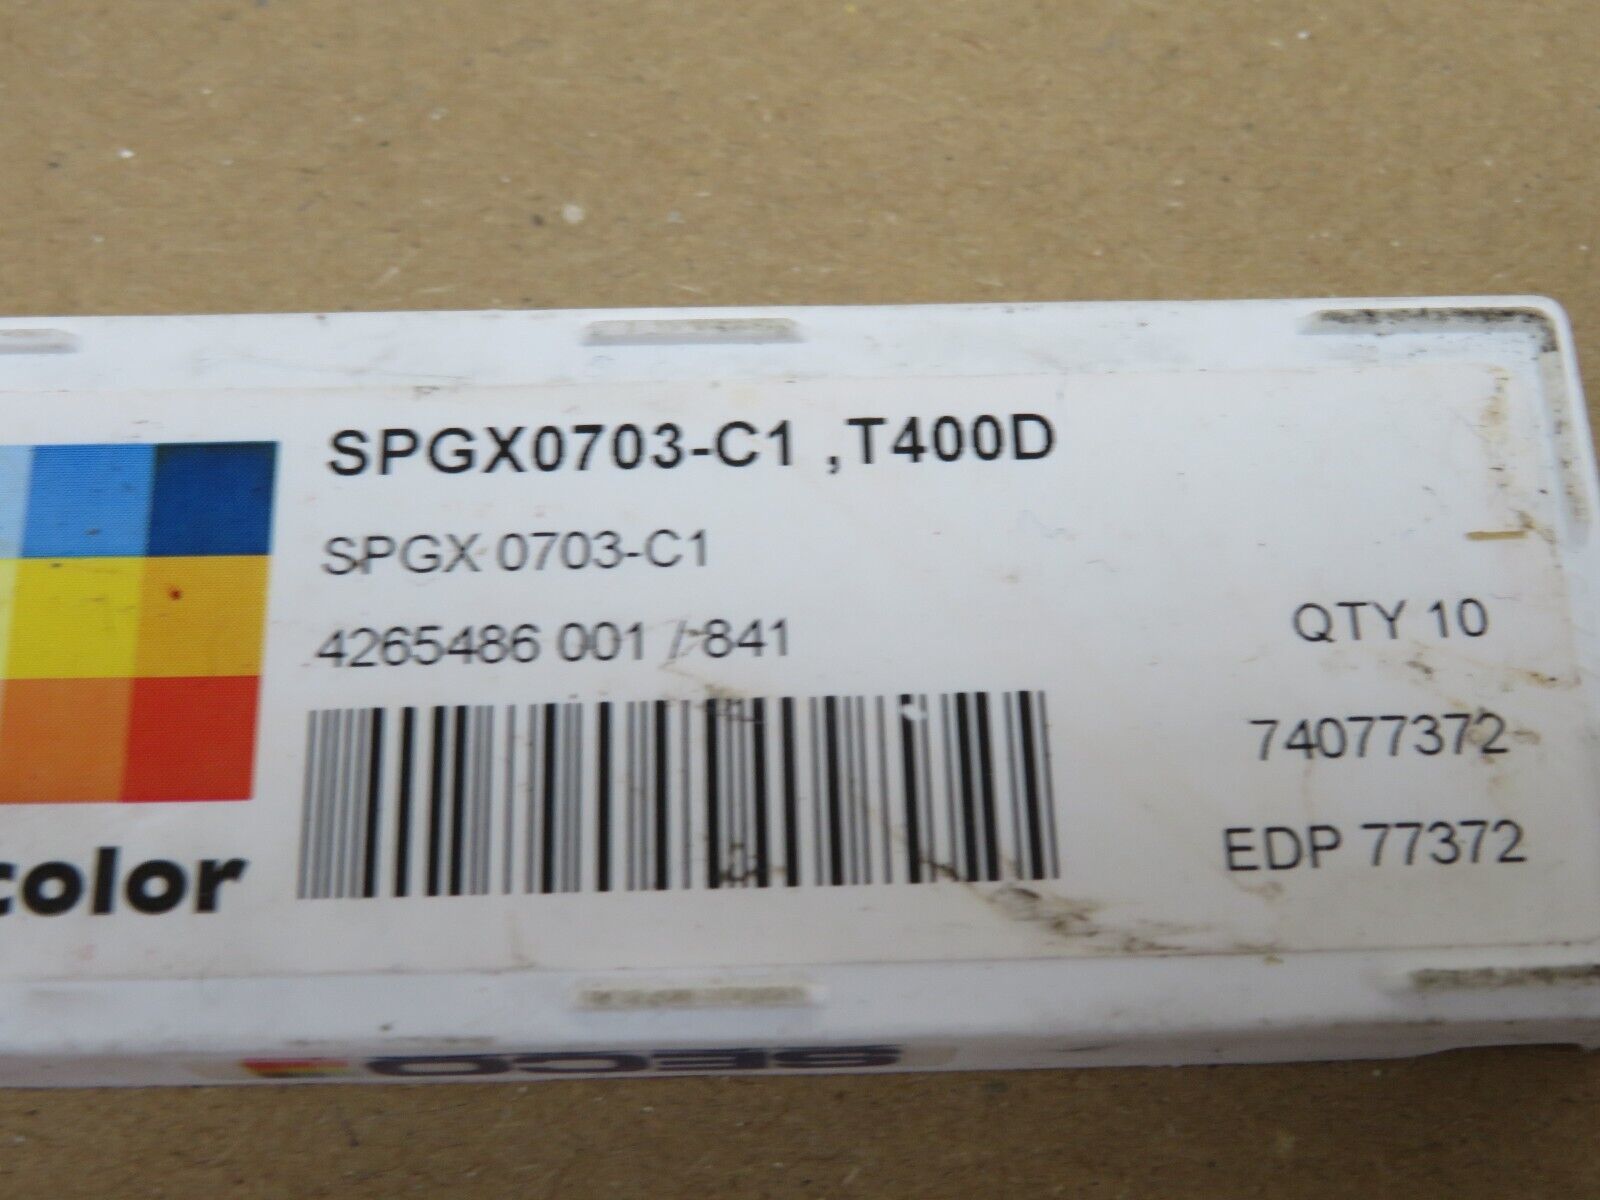 SPGX0703-C1 ,T400D
SPGX 0703-C1
4265486 001 / 841
QTY 10
74077372
EDP 77372
color
SECO